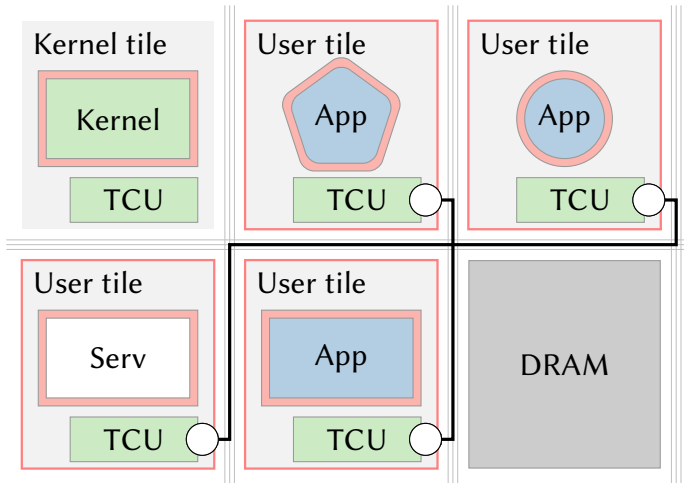 Kernel tile
Kernel
TCU
User tile
App
TCU
User tile
App
TCU
User tile
Serv
TCU
User tile
App
TCU
DRAM